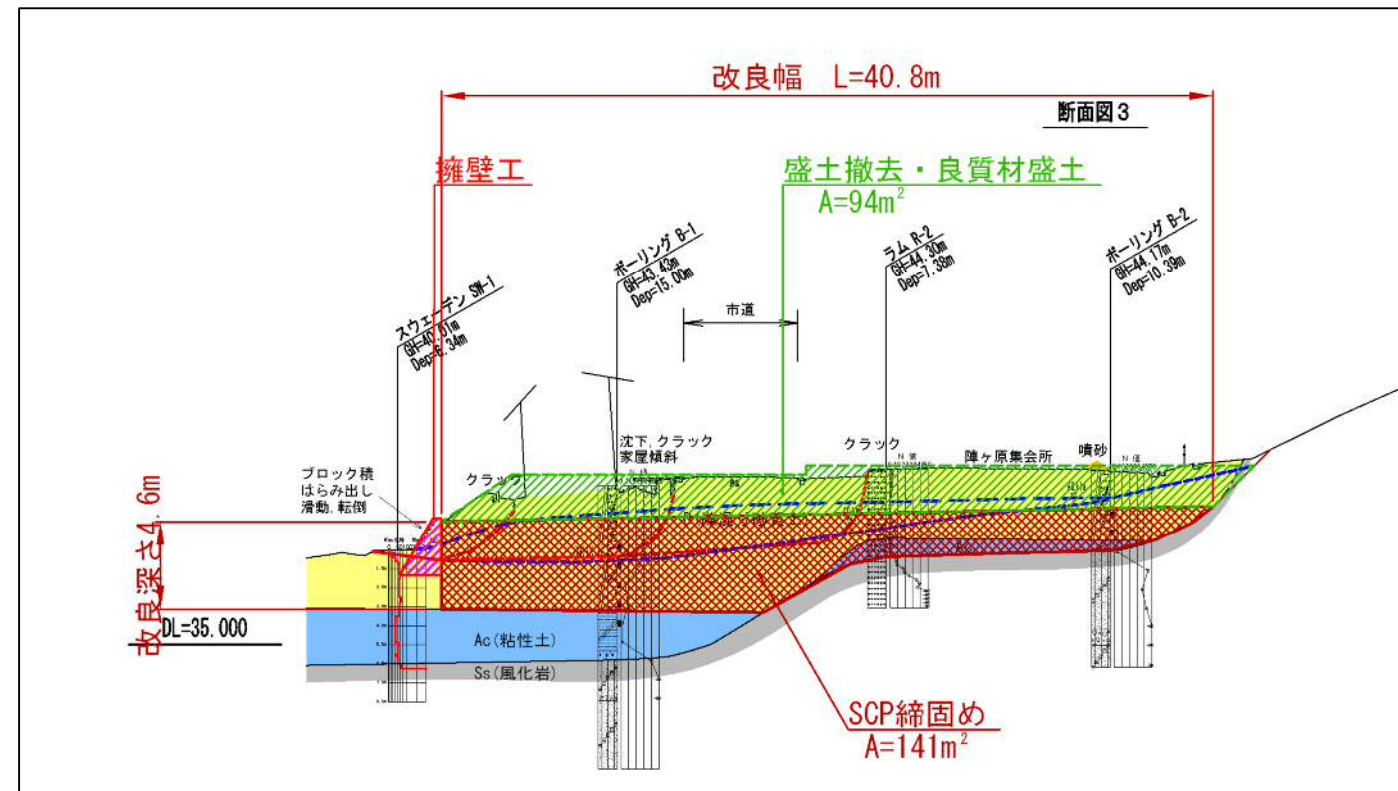 改良幅 L=40.8m
断面図3
擁壁工
盛土撤去・良質材盛土
A=94m²
スウェーデン SW-1
GH=40.01m
Dep=6.34m
ボーリング B-1
GH=43.43m
Dep=15.00m
市道
ラム R-2
GH=44.30m
Dep=7.38m
ボーリング B-2
GH=44.17m
Dep=10.39m
ブロック積
はらみ出し
滑動,転倒
クラック
沈下,クラック
家屋傾斜
クラック
N 値
陣ヶ原集会所
噴砂
N 値
改良深さ4.6m
DL=35.000
Ac(粘性土)
Ss(風化岩)
SCP締固め
A=141m²